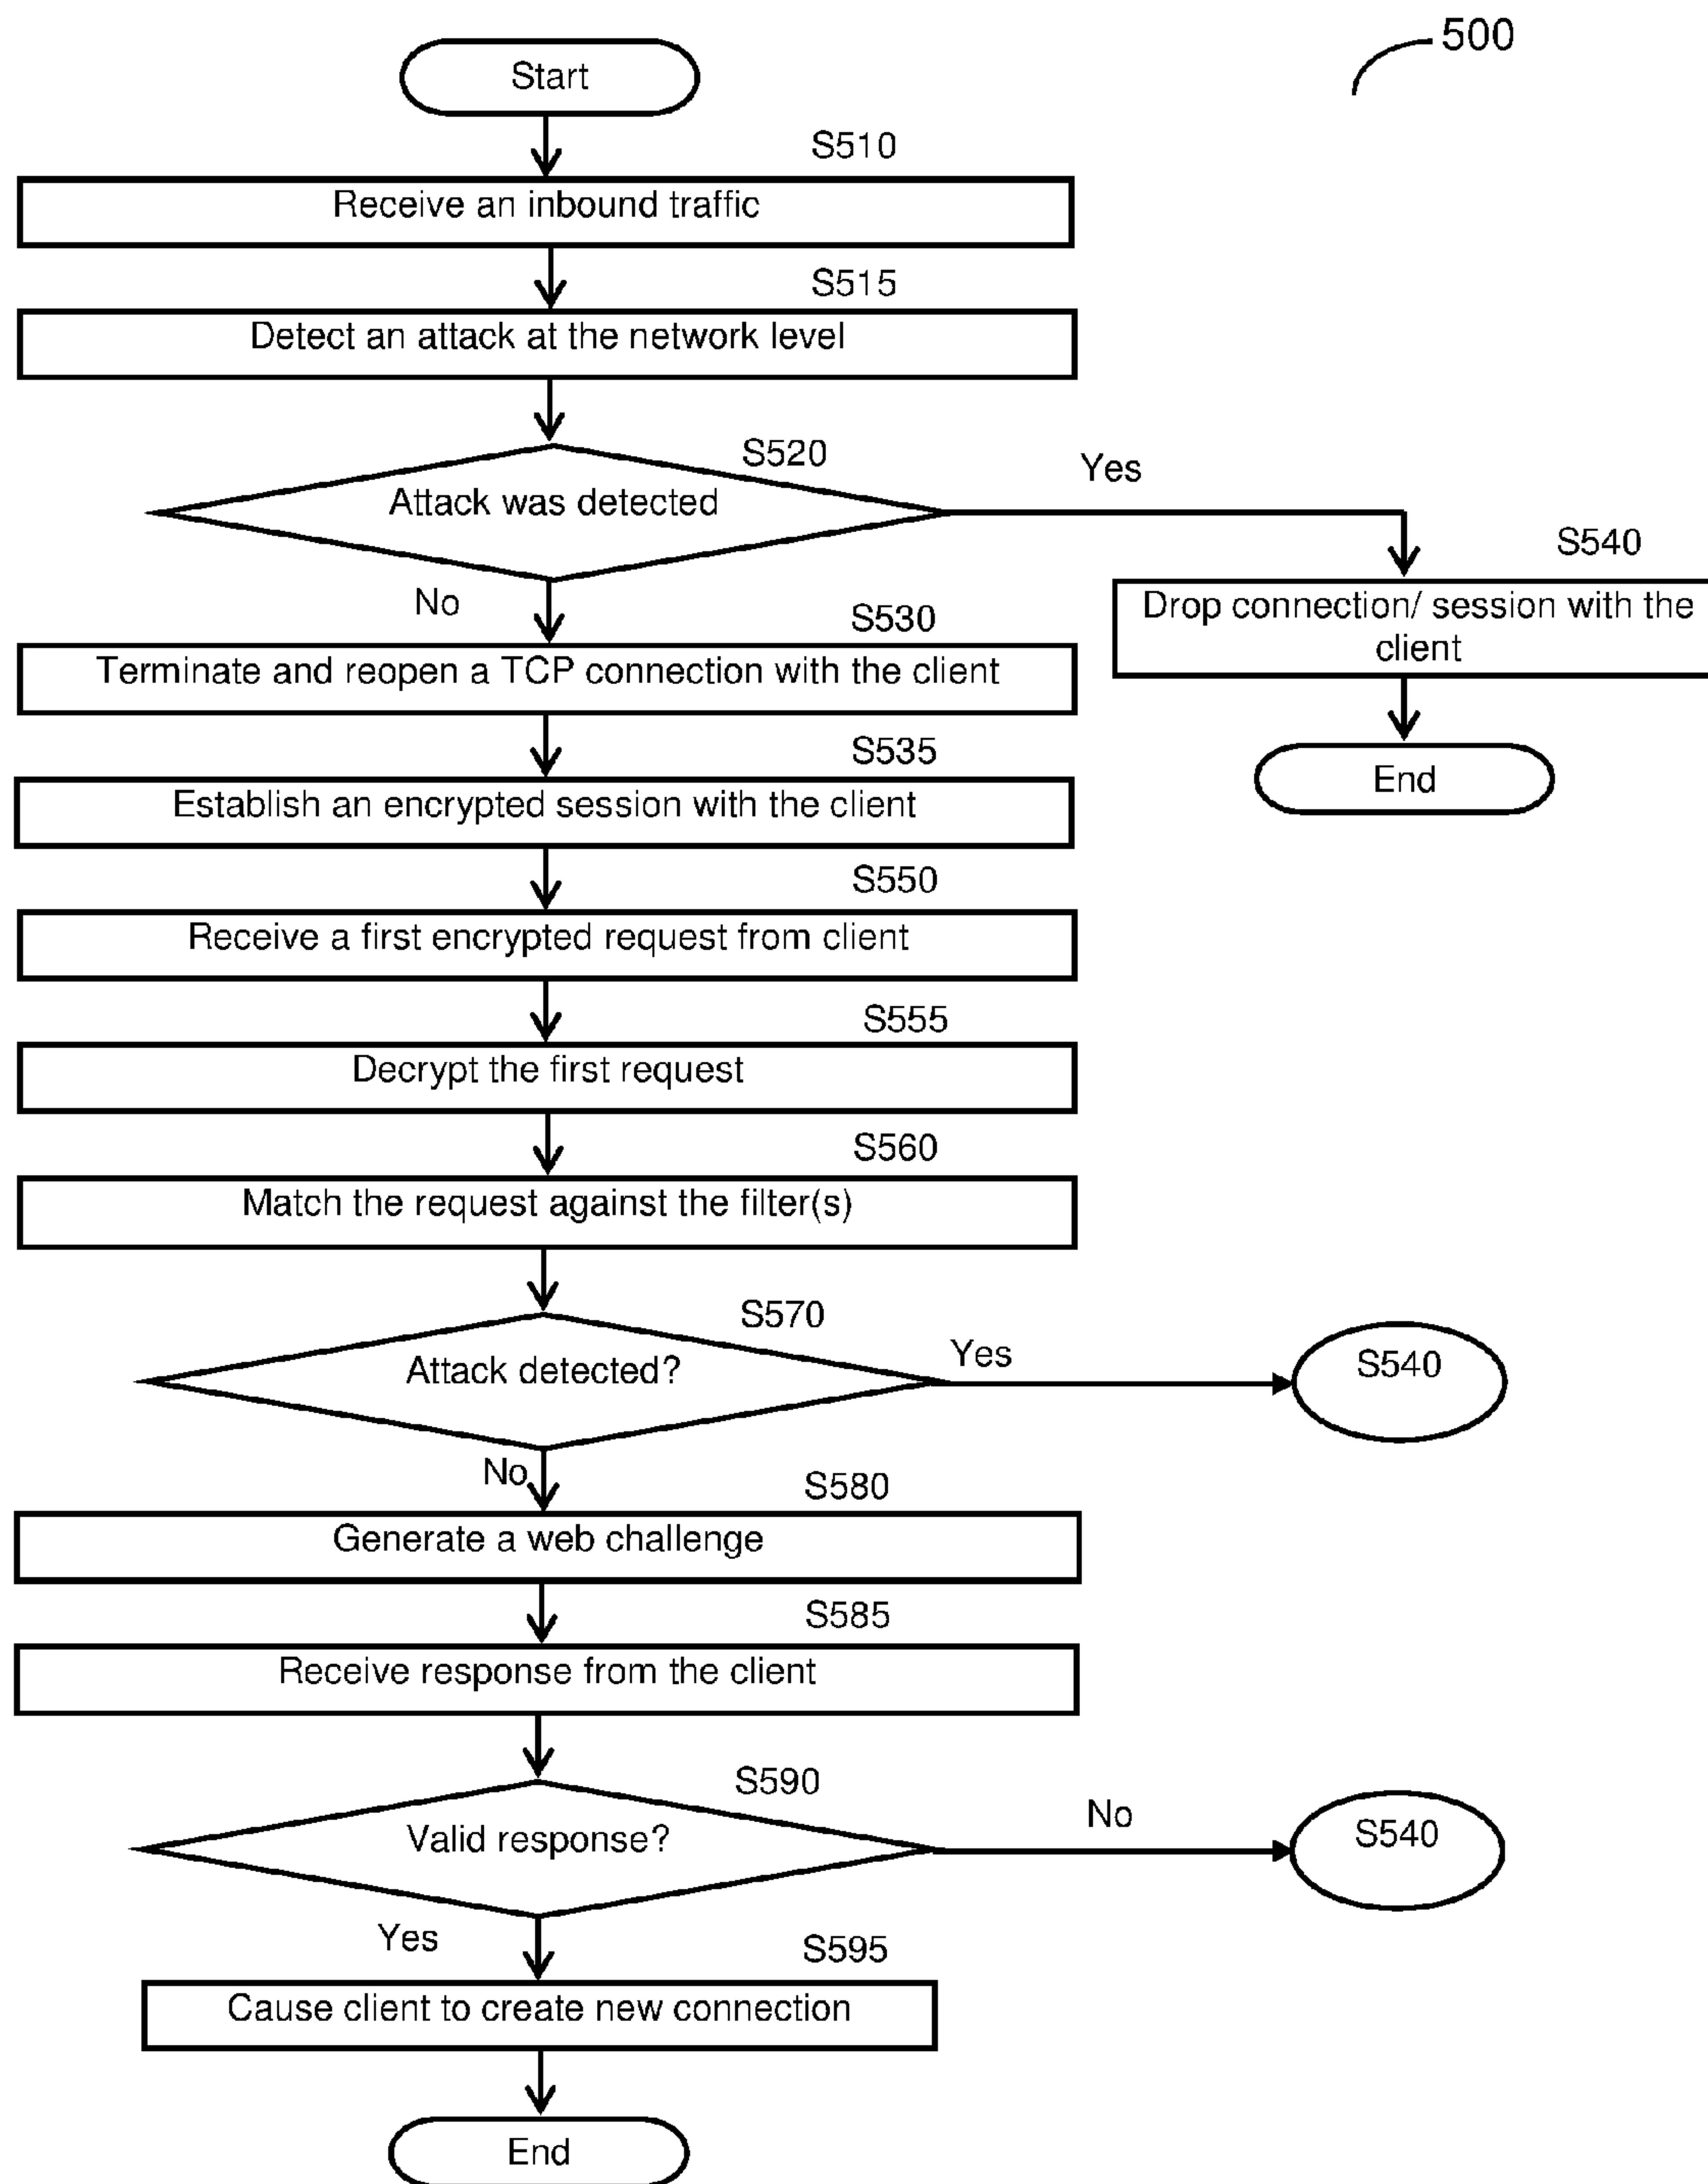 500
Start
S510
Receive an inbound traffic
S515
Detect an attack at the network level
S520
Attack was detected
Yes
No
S540
Drop connection/ session with the
client
End
S530
Terminate and reopen a TCP connection with the client
S535
Establish an encrypted session with the client
S550
Receive a first encrypted request from client
S555
Decrypt the first request
S560
Match the request against the filter(s)
S570
Attack detected?
Yes
S540
No
S580
Generate a web challenge
S585
Receive response from the client
S590
Valid response?
No
S540
Yes
S595
Cause client to create new connection
End